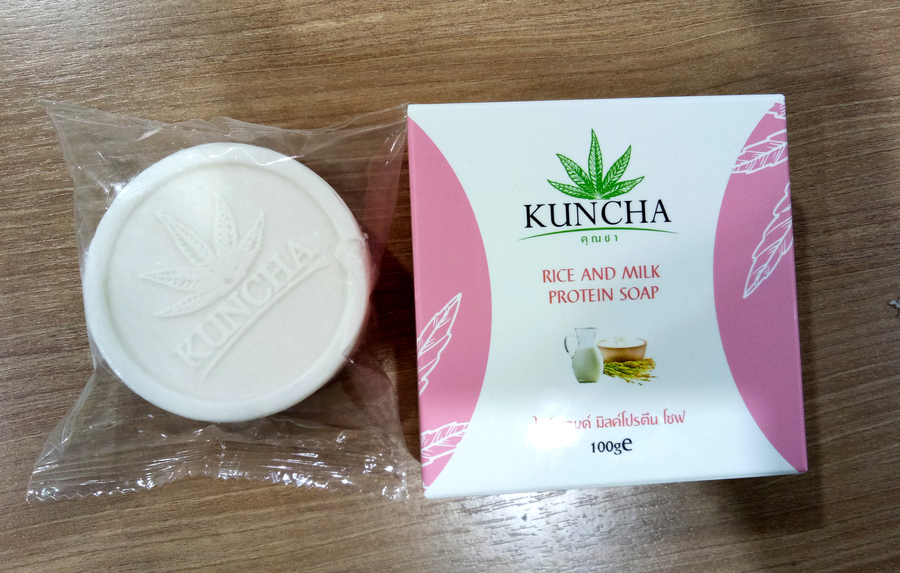 KUNCHA
KUNCHA
คุณชา
RICE AND MILK
PROTEIN SOAP
มิลค์โปรตีน โซฟ
100g℮